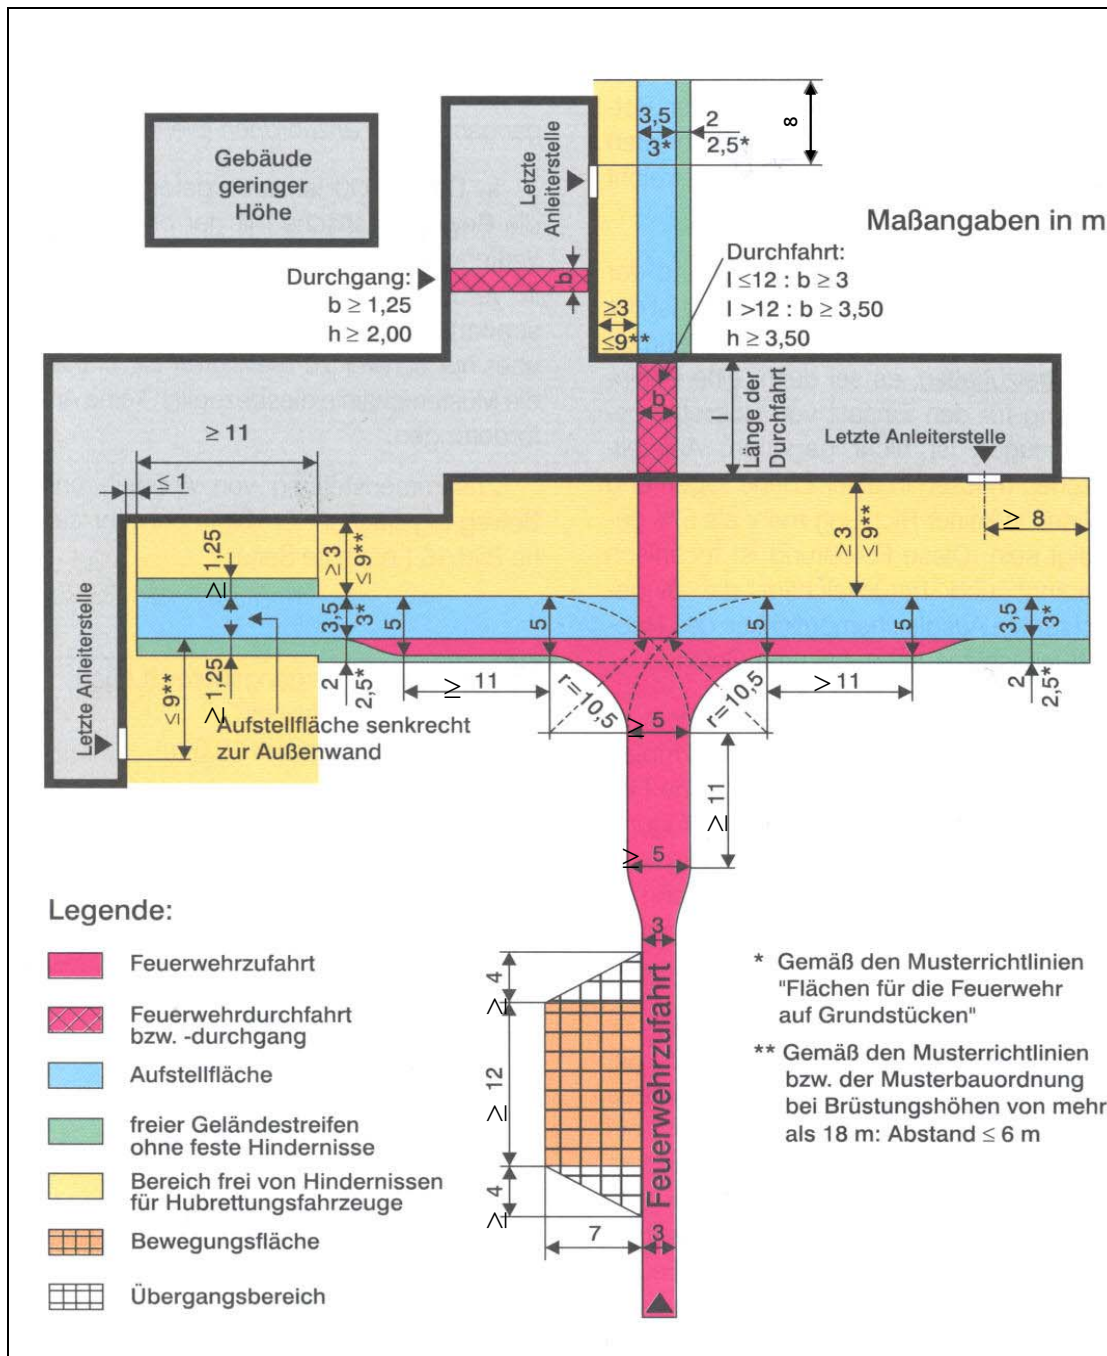 3,5
3*
2
2,5*
8
Gebäude
geringer
Höhe
Letzte
Anleiterstelle
Maßangaben in m
Durchgang:
b ≥ 1,25
h ≥ 2,00
b
Durchfahrt:
l ≤12 : b ≥ 3
l >12 : b ≥ 3,50
h ≥ 3,50
≥3
≤9**
b
l
Länge der
Durchfahrt
Letzte Anleiterstelle
≥ 11
≤ 1
≥ 1,25
≥ 3
≤ 9**
≥ 3
≤ 9**
≥ 8
3,5
3*
5
5
5
5
3,5
3*
Letzte Anleiterstelle
≤ 9**
≥ 1,25
2
2,5*
≥ 11
r=10,5
r=10,5
> 11
2
2,5*
Aufstellfläche senkrecht
zur Außenwand
≥ 5
≥ 11
≥ 5
Legende:
Feuerwehrzufahrt
Feuerwehrdurchfahrt
bzw. -durchgang
Aufstellfläche
freier Geländestreifen
ohne feste Hindernisse
Bereich frei von Hindernissen
für Hubrettungsfahrzeuge
Bewegungsfläche
Übergangsbereich
3
≥ 4
≥ 12
≥ 4
7
3
Feuerwehrzufahrt
* Gemäß den Musterrichtlinien
"Flächen für die Feuerwehr
auf Grundstücken"
** Gemäß den Musterrichtlinien
bzw. der Musterbauordnung
bei Brüstungshöhen von mehr
als 18 m: Abstand ≤ 6 m